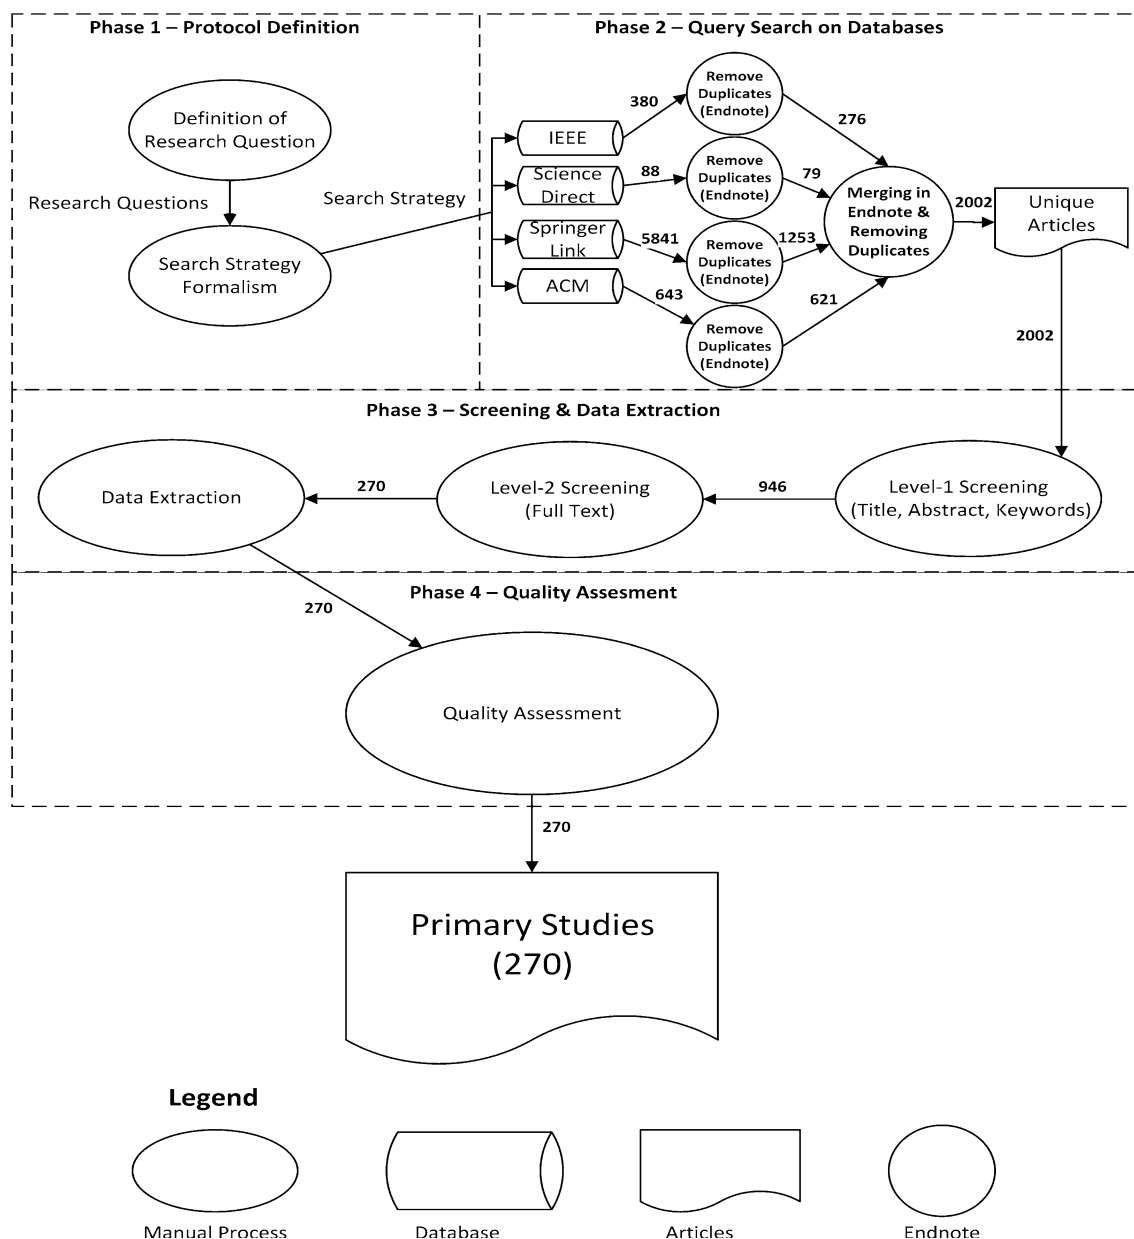 Phase 1 – Protocol Definition
Definition of
Research Question
Research Questions
Search Strategy
Search Strategy
Formalism
Phase 2 – Query Search on Databases
IEEE
Science
Direct
Springer
Link
ACM
380
88
5841
643
Remove
Duplicates
(Endnote)
Remove
Duplicates
(Endnote)
Remove
Duplicates
(Endnote)
Remove
Duplicates
(Endnote)
276
79
1253
621
Merging in
Endnote &
Removing
Duplicates
2002
Unique
Articles
2002
Phase 3 – Screening & Data Extraction
Data Extraction
270
Level-2 Screening
(Full Text)
946
Level-1 Screening
(Title, Abstract, Keywords)
Phase 4 – Quality Assesment
270
Quality Assessment
270
Primary Studies
(270)
Legend
Manual Process
Database
Articles
Endnote